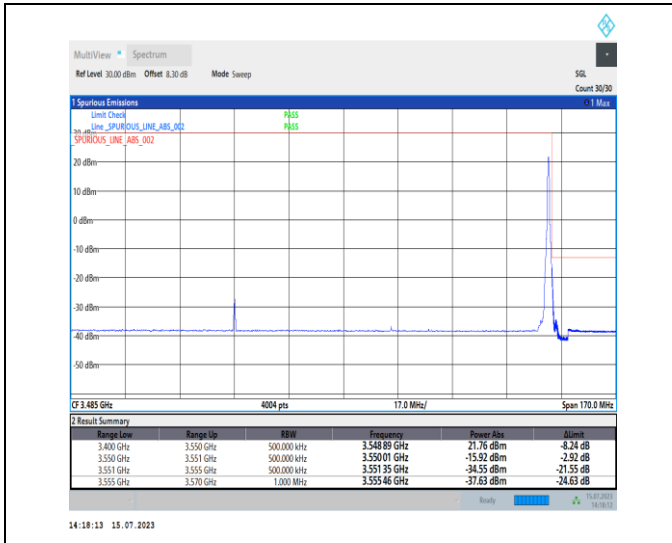 MultiView Spectrum
Ref Level 30.00 dBm Offset 8.30 dB Mode Sweep SGL
Count 30/30
1 Spurious Emissions 1 Max
Limit Check PASS
Line _SPURIOUS_LINE_ABS_002 PASS
30 dBm
_SPURIOUS_LINE_ABS_002
20 dBm
10 dBm
0 dBm
-10 dBm
-20 dBm
-30 dBm
-40 dBm
-50 dBm
CF 3.485 GHz 4004 pts 17.0 MHz/ Span 170.0 MHz
2 Result Summary
Range Low Range Up RBW Frequency Power Abs ΔLimit
3.400 GHz 3.550 GHz 500.000 kHz 3.548 89 GHz 21.76 dBm -8.24 dB
3.550 GHz 3.551 GHz 500.000 kHz 3.550 01 GHz -15.92 dBm -2.92 dB
3.551 GHz 3.555 GHz 500.000 kHz 3.551 35 GHz -34.55 dBm -21.55 dB
3.555 GHz 3.570 GHz 1.000 MHz 3.555 46 GHz -37.63 dBm -24.63 dB
Ready 15.07.2023
14:18:12
14:18:13 15.07.2023